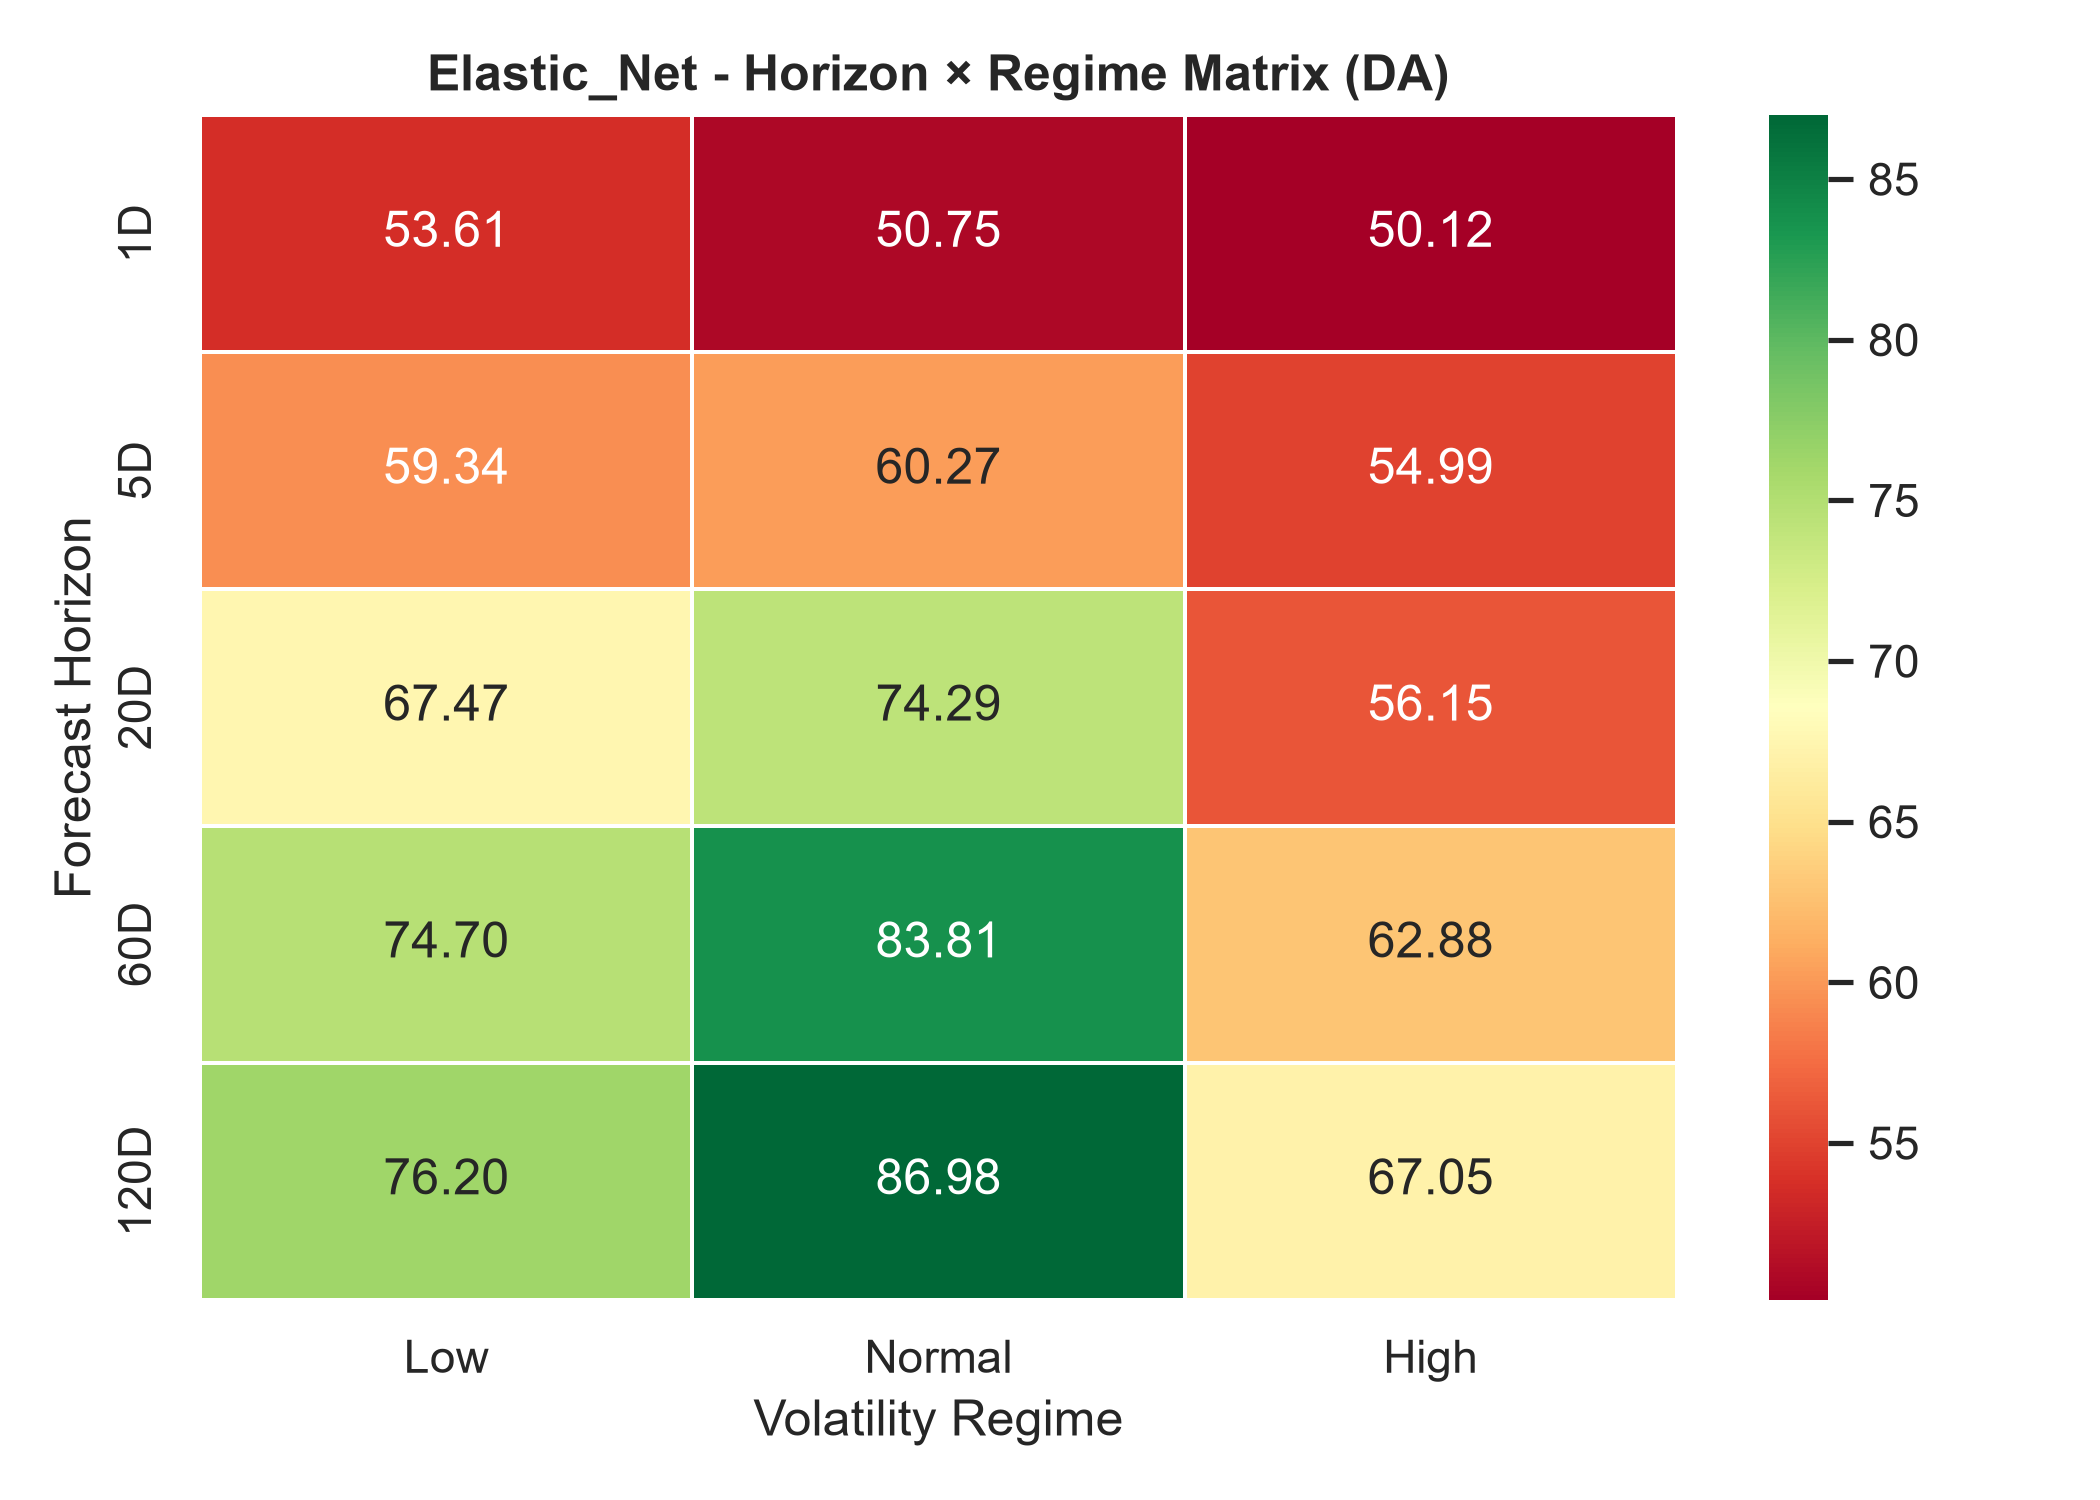 Elastic_Net - Horizon × Regime Matrix (DA)
Forecast Horizon
1D 53.61 50.75 50.12
5D 59.34 60.27 54.99
20D 67.47 74.29 56.15
60D 74.70 83.81 62.88
120D 76.20 86.98 67.05
Low Normal High
Volatility Regime
85
80
75
70
65
60
55